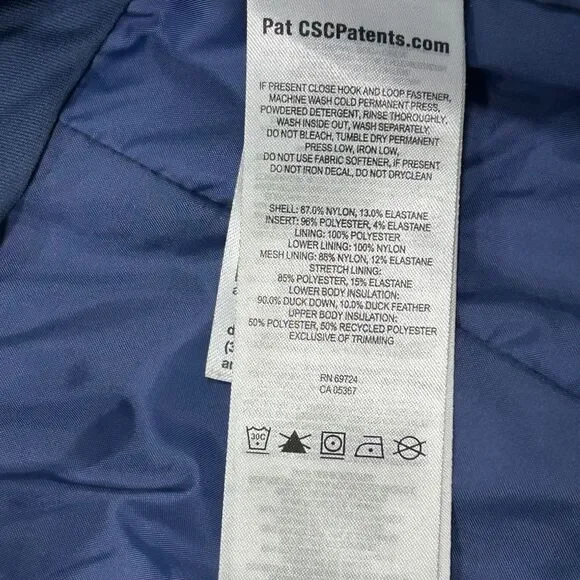 Pat CSCPatents.com
IF PRESENT CLOSE HOOK AND LOOP FASTENER,
MACHINE WASH COLD PERMANENT PRESS,
POWDERED DETERGENT, RINSE THOROUGHLY,
WASH INSIDE OUT, WASH SEPARATELY,
DO NOT BLEACH, TUMBLE DRY PERMANENT
PRESS LOW, IRON LOW,
DO NOT USE FABRIC SOFTENER, IF PRESENT
DO NOT IRON DECAL, DO NOT DRYCLEAN
SHELL: 87.0% NYLON, 13.0% ELASTANE
INSERT: 96% POLYESTER, 4% ELASTANE
LINING: 100% POLYESTER
LOWER LINING: 100% NYLON
MESH LINING: 88% NYLON, 12% ELASTANE
STRETCH LINING:
85% POLYESTER, 15% ELASTANE
LOWER BODY INSULATION:
90.0% DUCK DOWN, 10.0% DUCK FEATHER
UPPER BODY INSULATION:
50% POLYESTER, 50% RECYCLED POLYESTER
EXCLUSIVE OF TRIMMING
d
(3
an
RN 69724
CA 05367
30C